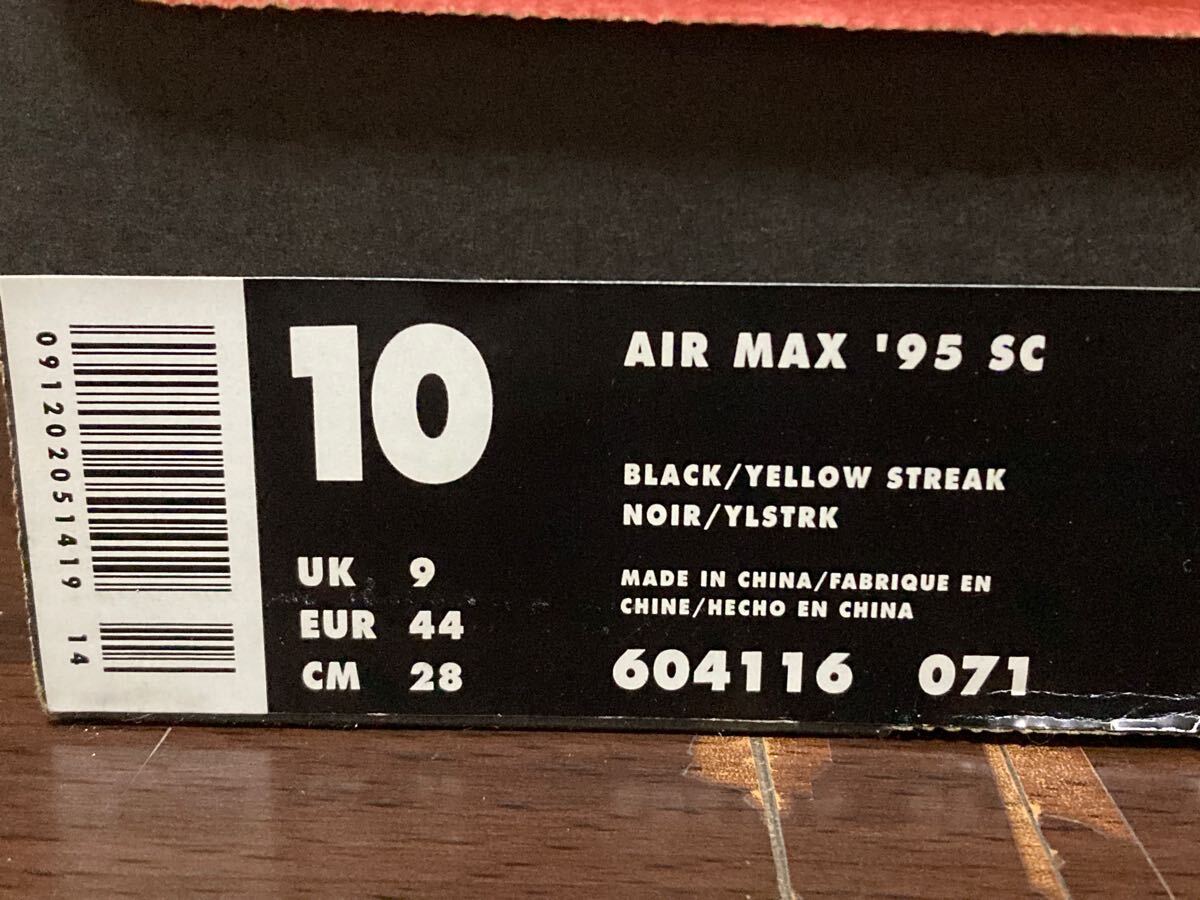 091202051419 14
10
UK 9
EUR 44
CM 28
AIR MAX '95 SC
BLACK/YELLOW STREAK
NOIR/YLSTRK
MADE IN CHINA/FABRIQUE EN
CHINE/HECHO EN CHINA
604116 071